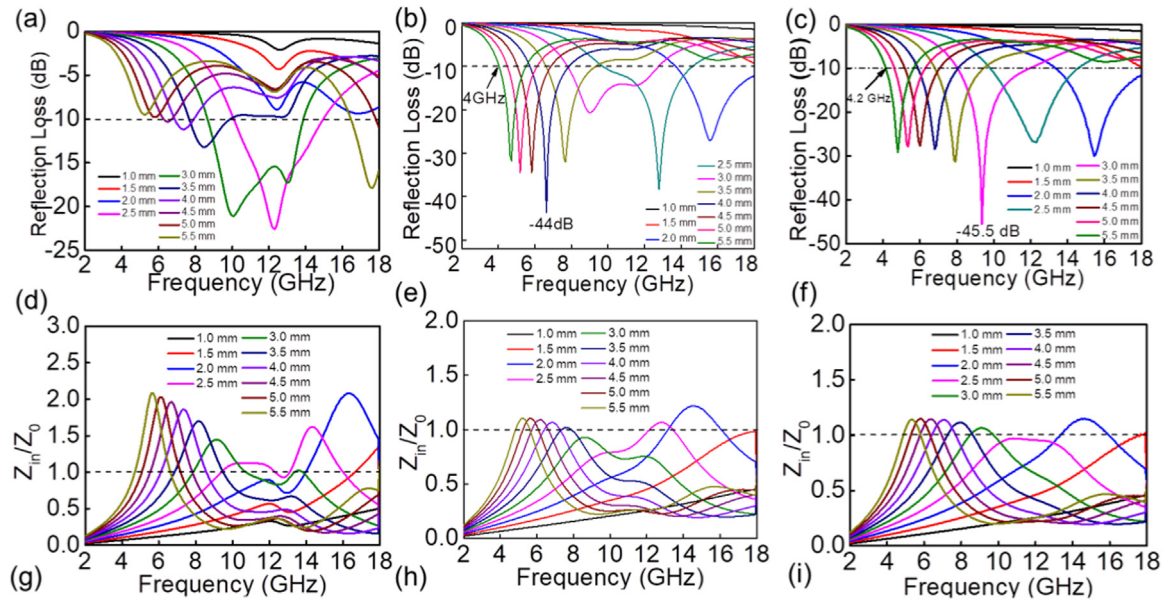 (a)
0
-5
-10
-15
-20
-25
Reflection Loss (dB)
1.0 mm
1.5 mm
2.0 mm
2.5 mm
3.0 mm
3.5 mm
4.0 mm
4.5 mm
5.0 mm
5.5 mm
2 4 6 8 10 12 14 16 18
Frequency (GHz)
(b)
0
-10
-20
-30
-40
-50
Reflection Loss (dB)
4GHz
-44dB
1.0 mm
1.5 mm
2.0 mm
2.5 mm
3.0 mm
3.5 mm
4.0 mm
4.5 mm
5.0 mm
5.5 mm
2 4 6 8 10 12 14 16 18
Frequency (GHz)
(c)
0
-10
-20
-30
-40
-50
Reflection Loss (dB)
4.2 GHz
-45.5 dB
1.0 mm
1.5 mm
2.0 mm
2.5 mm
3.0 mm
3.5 mm
4.0 mm
4.5 mm
5.0 mm
5.5 mm
2 4 6 8 10 12 14 16 18
Frequency (GHz)
(d)
3.0
2.5
2.0
1.5
1.0
0.5
0.0
Zin/Z0
1.0 mm
1.5 mm
2.0 mm
2.5 mm
3.0 mm
3.5 mm
4.0 mm
4.5 mm
5.0 mm
5.5 mm
2 4 6 8 10 12 14 16 18
Frequency (GHz)
(e)
2.0
1.5
1.0
0.5
0.0
Zin/Z0
1.0 mm
1.5 mm
2.0 mm
2.5 mm
3.0 mm
3.5 mm
4.0 mm
4.5 mm
5.0 mm
5.5 mm
2 4 6 8 10 12 14 16 18
Frequency (GHz)
(f)
2.0
1.5
1.0
0.5
0.0
Zin/Z0
1.0 mm
1.5 mm
2.0 mm
2.5 mm
3.0 mm
3.5 mm
4.0 mm
4.5 mm
5.0 mm
5.5 mm
2 4 6 8 10 12 14 16 18
Frequency (GHz)
(g)
(h)
(i)